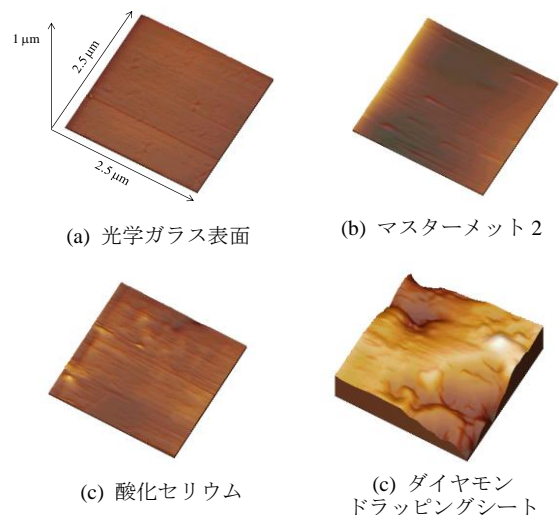 1 μm
2.5 μm
2.5 μm
(a) 光学ガラス表面
(b) マスターメット 2
(c) 酸化セリウム
(c) ダイヤモン
ドラッピングシート